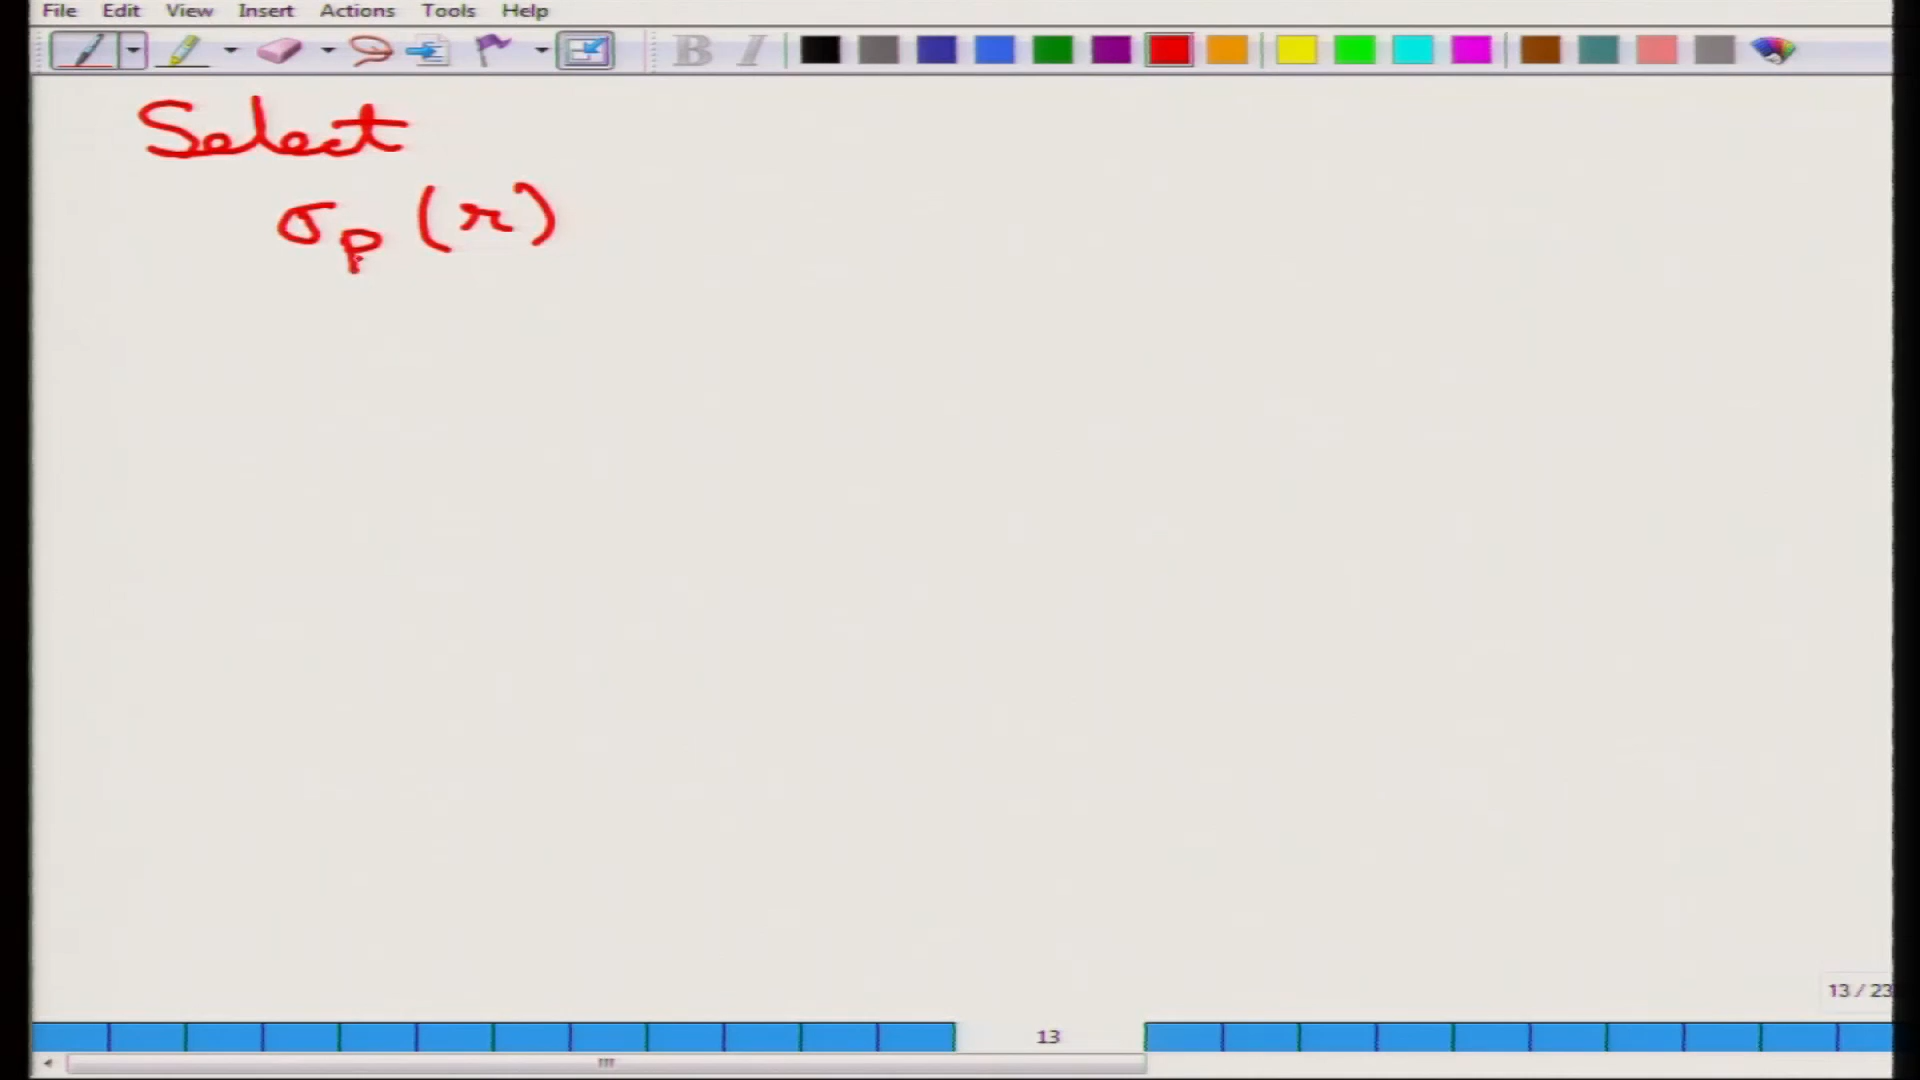 File Edit View Insert Actions Tools Help
B I
Select
σp (r)
13 / 23
13